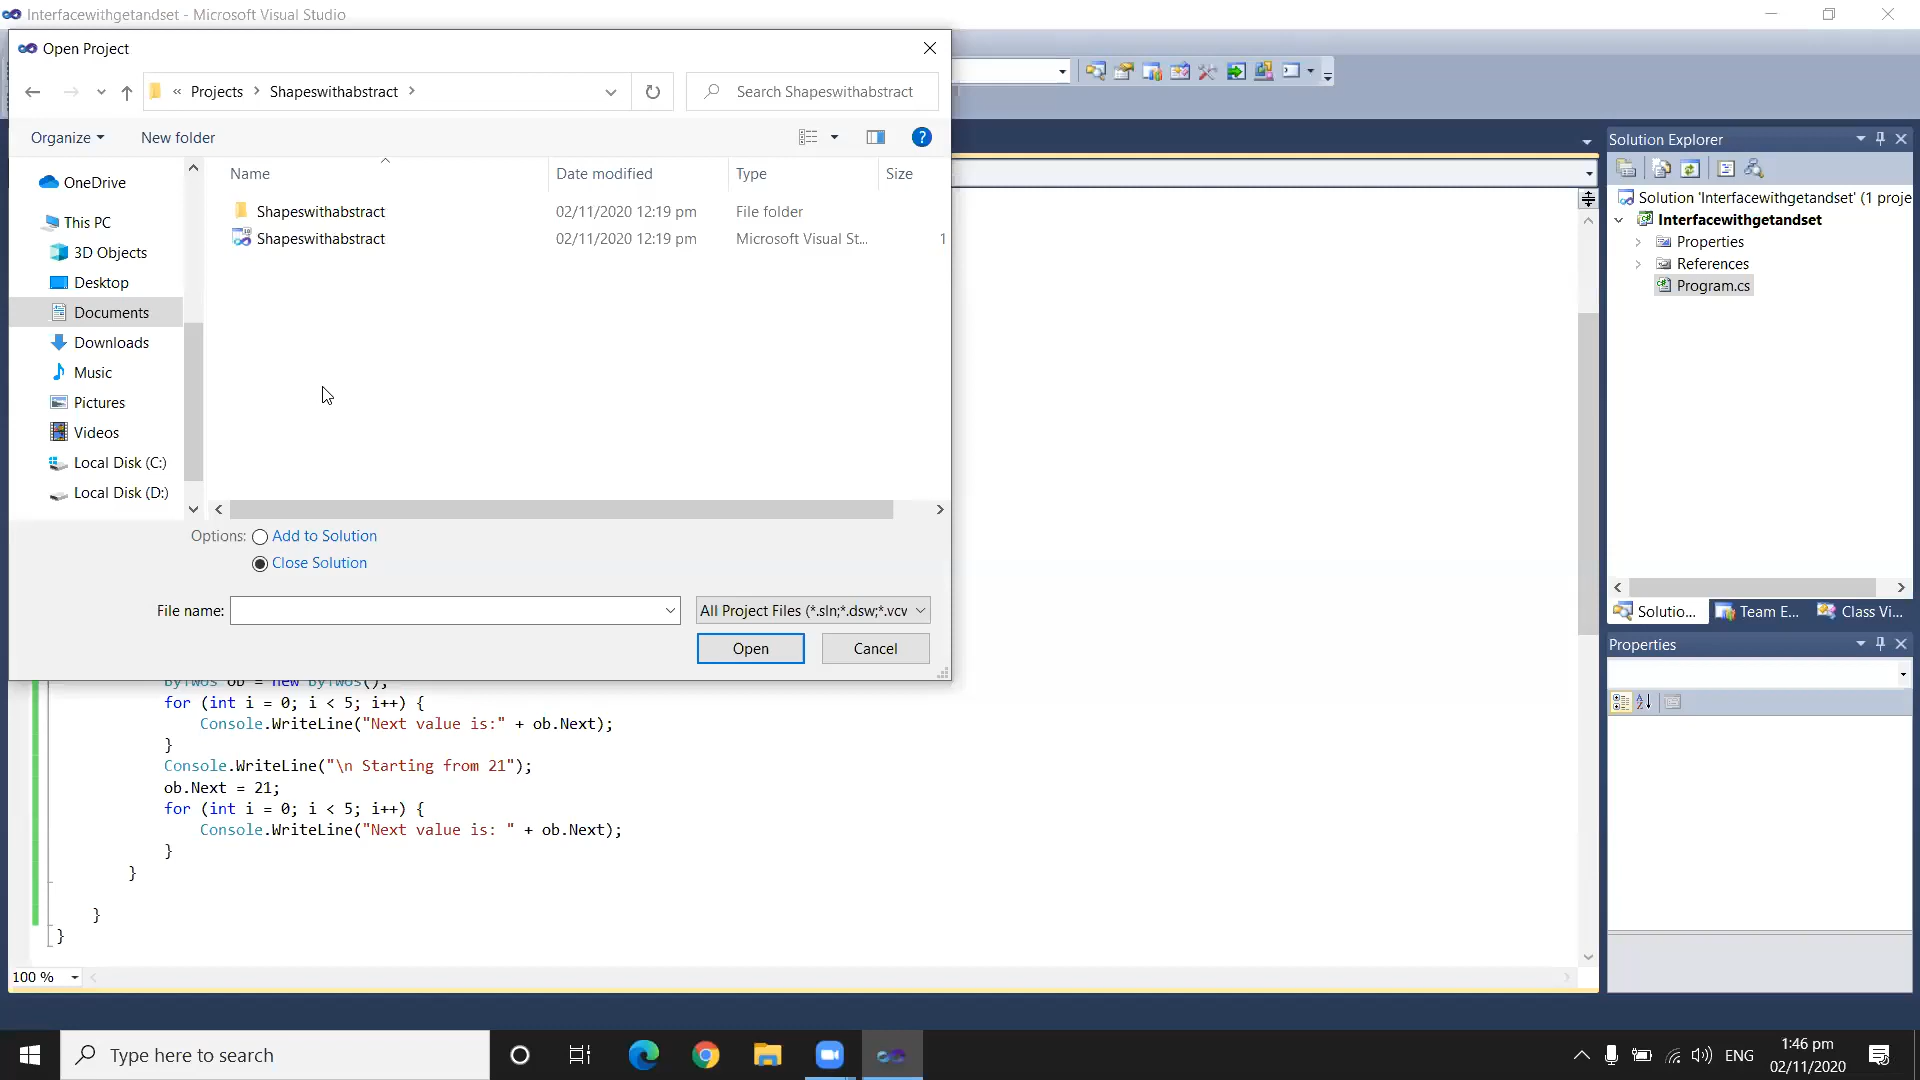 Interfacewithgetandset - Microsoft Visual Studio
Open Project
« Projects > Shapeswithabstract >
Search Shapeswithabstract
Organize
New folder
Name Date modified Type Size
OneDrive
This PC
3D Objects
Desktop
Documents
Downloads
Music
Pictures
Videos
Local Disk (C:)
Local Disk (D:)
Shapeswithabstract 02/11/2020 12:19 pm File folder
Shapeswithabstract 02/11/2020 12:19 pm Microsoft Visual St... 1
Options: Add to Solution
Close Solution
File name:
All Project Files (*.sln;*.dsw;*.vcv
Open
Cancel
ByTwos ob = new ByTwos();
for (int i = 0; i < 5; i++) {
Console.WriteLine("Next value is:" + ob.Next);
}
Console.WriteLine("\n Starting from 21");
ob.Next = 21;
for (int i = 0; i < 5; i++) {
Console.WriteLine("Next value is: " + ob.Next);
}
}
}
}
100 %
Solution Explorer
Solution 'Interfacewithgetandset' (1 proje
Interfacewithgetandset
Properties
References
Program.cs
Solutio...
Team E...
Class Vi...
Properties
Type here to search
ENG
1:46 pm
02/11/2020